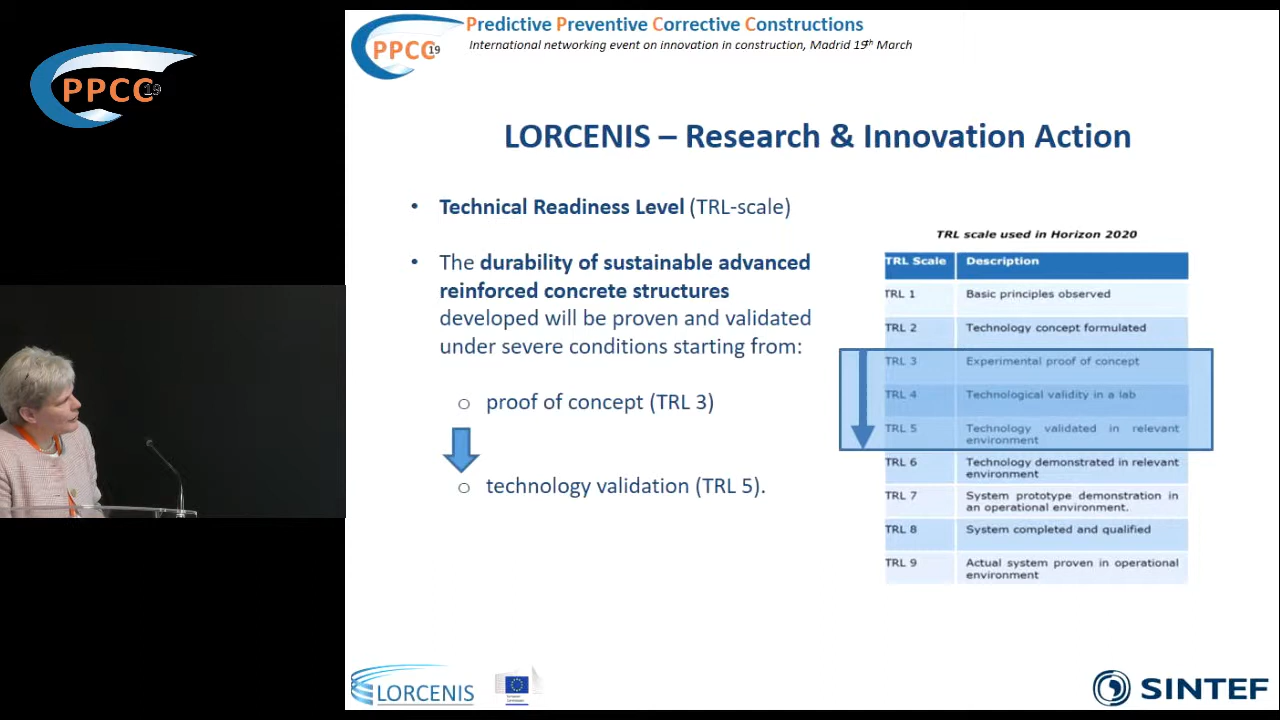 PPCC 19
PPCC 19
Predictive Preventive Corrective Constructions
International networking event on innovation in construction, Madrid 19th March
LORCENIS – Research & Innovation Action
• Technical Readiness Level (TRL-scale)
• The durability of sustainable advanced
reinforced concrete structures
developed will be proven and validated
under severe conditions starting from:
o proof of concept (TRL 3)
o technology validation (TRL 5).
TRL scale used in Horizon 2020
TRL Scale Description
TRL 1 Basic principles observed
TRL 2 Technology concept formulated
TRL 3 Experimental proof of concept
TRL 4 Technological validity in a lab
TRL 5 Technology validated in relevant
environment
TRL 6 Technology demonstrated in relevant
environment
TRL 7 System prototype demonstration in
an operational environment.
TRL 8 System completed and qualified
TRL 9 Actual system proven in operational
environment
LORCENIS
SINTEF